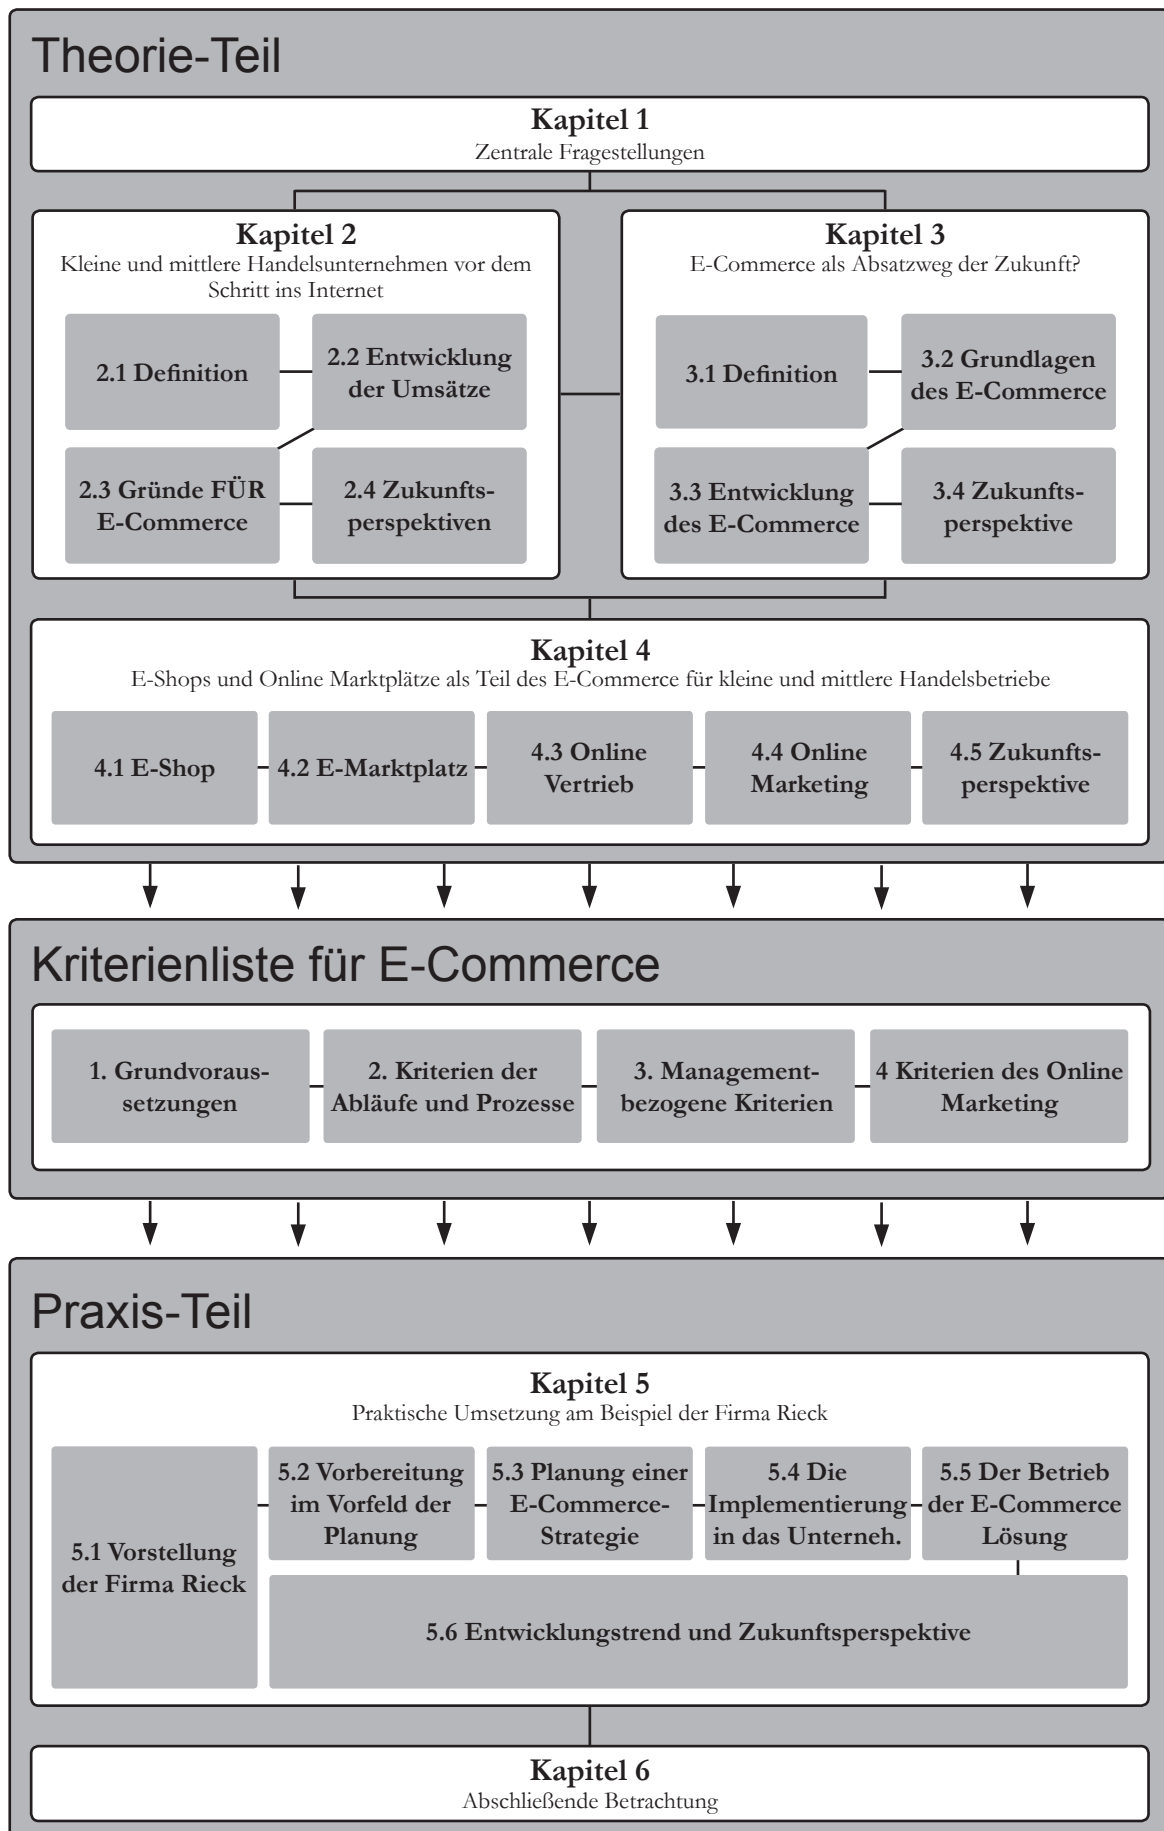 Theorie-Teil
Kapitel 1
Zentrale Fragestellungen
Kapitel 2
Kleine und mittlere Handelsunternehmen vor dem
Schritt ins Internet
2.1 Definition
2.2 Entwicklung
der Umsätze
2.3 Gründe FÜR
E-Commerce
2.4 Zukunfts-
perspektiven
Kapitel 3
E-Commerce als Absatzweg der Zukunft?
3.1 Definition
3.2 Grundlagen
des E-Commerce
3.3 Entwicklung
des E-Commerce
3.4 Zukunfts-
perspektive
Kapitel 4
E-Shops und Online Marktplätze als Teil des E-Commerce für kleine und mittlere Handelsbetriebe
4.1 E-Shop
4.2 E-Marktplatz
4.3 Online
Vertrieb
4.4 Online
Marketing
4.5 Zukunfts-
perspektive
Kriterienliste für E-Commerce
1. Grundvoraus-
setzungen
2. Kriterien der
Abläufe und Prozesse
3. Management-
bezogene Kriterien
4 Kriterien des Online
Marketing
Praxis-Teil
Kapitel 5
Praktische Umsetzung am Beispiel der Firma Rieck
5.1 Vorstellung
der Firma Rieck
5.2 Vorbereitung
im Vorfeld der
Planung
5.3 Planung einer
E-Commerce-
Strategie
5.4 Die
Implementierung
in das Unterneh.
5.5 Der Betrieb
der E-Commerce
Lösung
5.6 Entwicklungstrend und Zukunftsperspektive
Kapitel 6
Abschließende Betrachtung